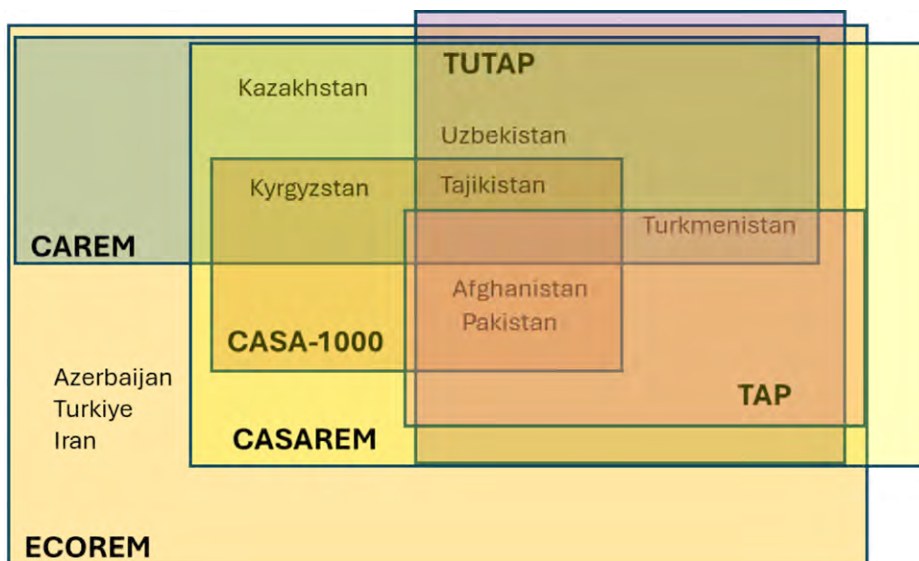 TUTAP
Kazakhstan
Uzbekistan
Kyrgyzstan
Tajikistan
Turkmenistan
CAREM
Afghanistan
Pakistan
CASA-1000
Azerbaijan
Turkiye
Iran
TAP
CASAREM
ECOREM